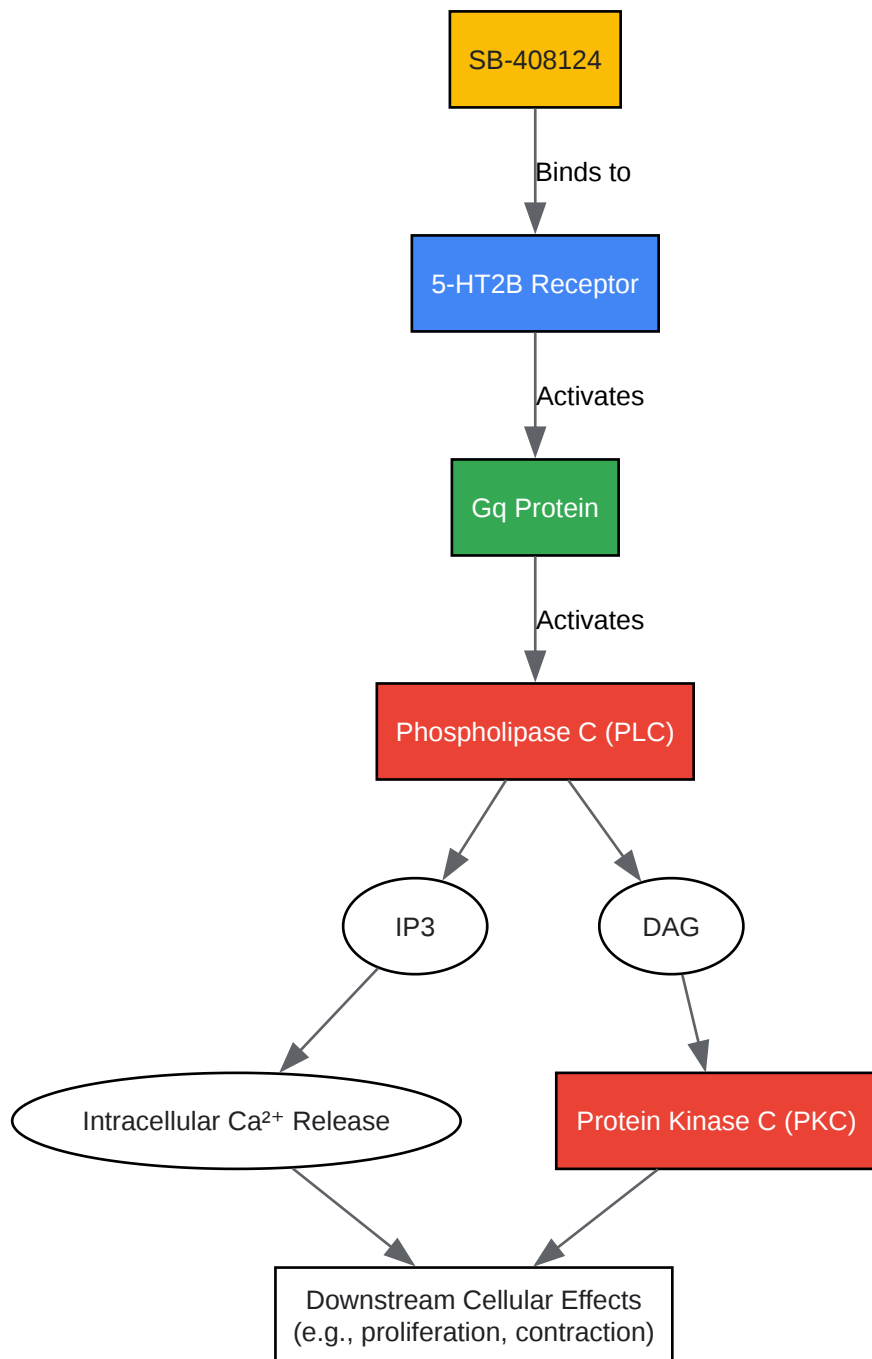 SB-408124
Binds to
5-HT2B Receptor
Activates
Gq Protein
Activates
Phospholipase C (PLC)
IP3
DAG
Intracellular Ca²⁺ Release
Protein Kinase C (PKC)
Downstream Cellular Effects
(e.g., proliferation, contraction)